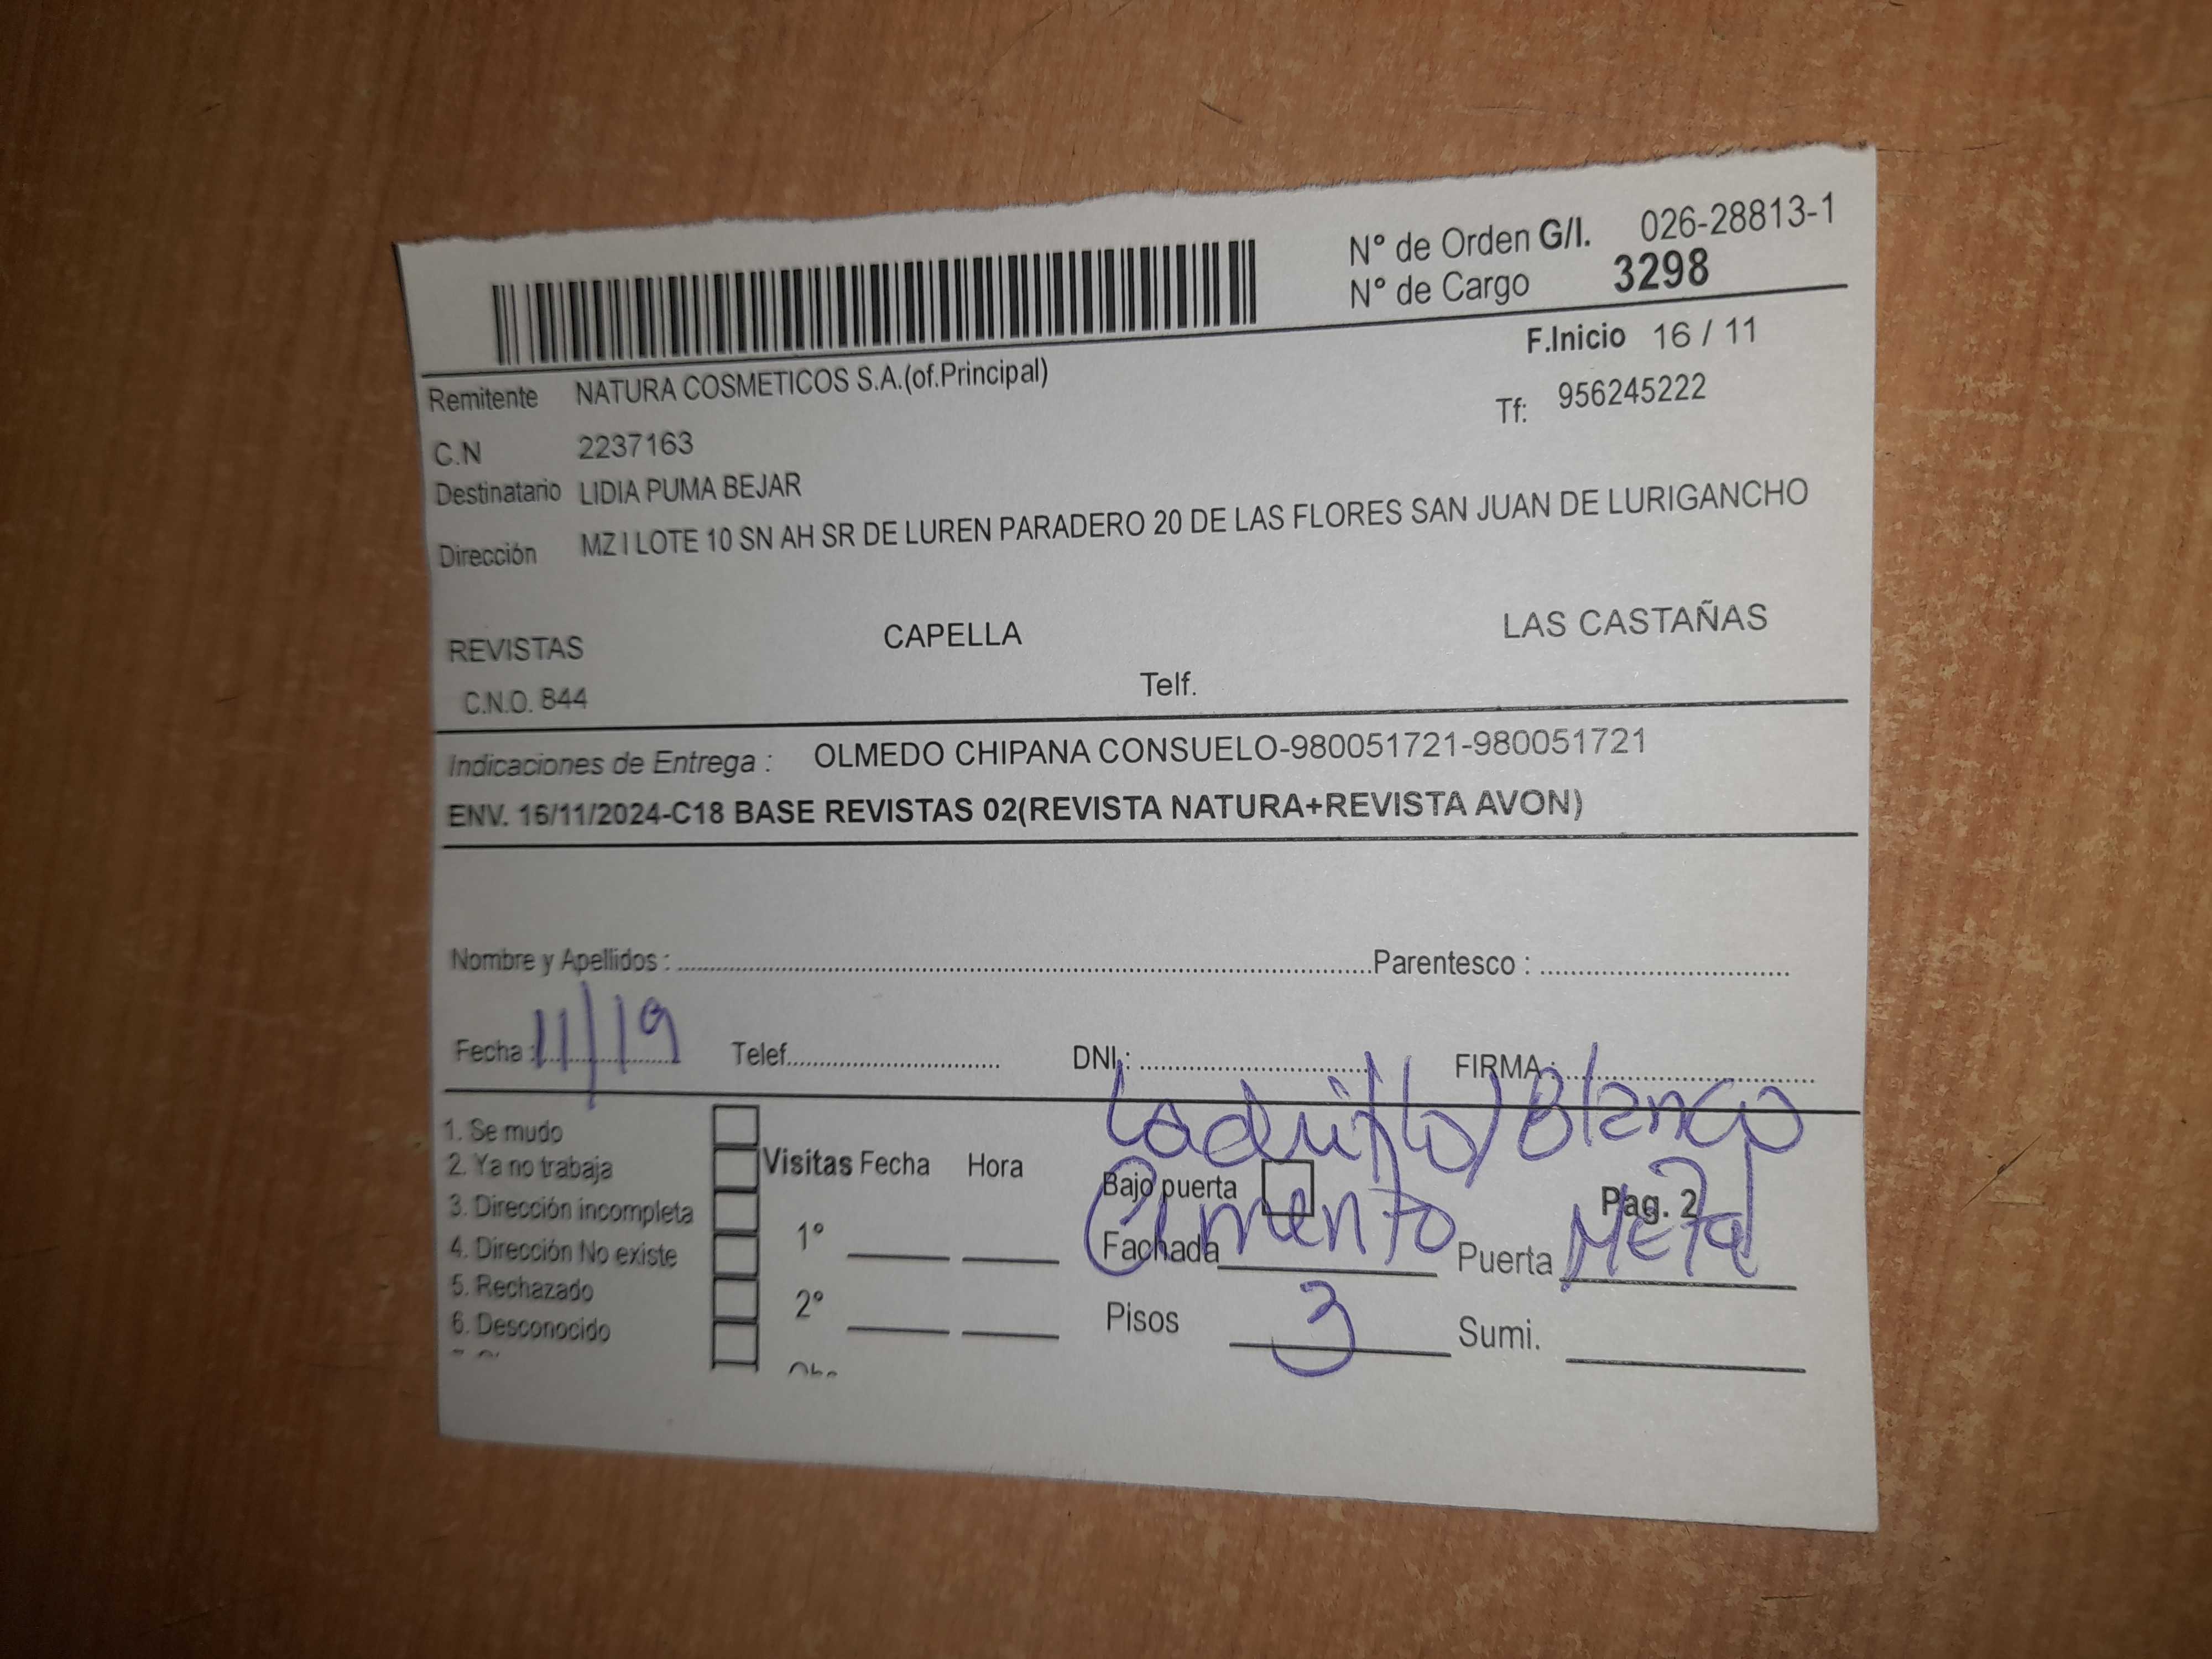 N° de Orden G/I. 026-28813-1
N° de Cargo 3298
F.Inicio 16 / 11
Remitente NATURA COSMETICOS S.A.(of.Principal)
Tf: 956245222
C.N 2237163
Destinatario LIDIA PUMA BEJAR
Dirección MZ I LOTE 10 SN AH SR DE LUREN PARADERO 20 DE LAS FLORES SAN JUAN DE LURIGANCHO
REVISTAS CAPELLA LAS CASTAÑAS
C.N.O. 844 Telf.
Indicaciones de Entrega : OLMEDO CHIPANA CONSUELO-980051721-980051721
ENV. 16/11/2024-C18 BASE REVISTAS 02(REVISTA NATURA+REVISTA AVON)
Nombre y Apellidos : Parentesco :
Fecha : 11/19 Telef. DNI : FIRMA :
Ladrillo/Blanco
1. Se mudo
2. Ya no trabaja
3. Dirección incompleta
4. Dirección No existe
5. Rechazado
6. Desconocido
Visitas Fecha Hora
1°
2°
Bajo puerta Pag. 2
Fachada Cimento Puerta Metal
Pisos 3 Sumi.